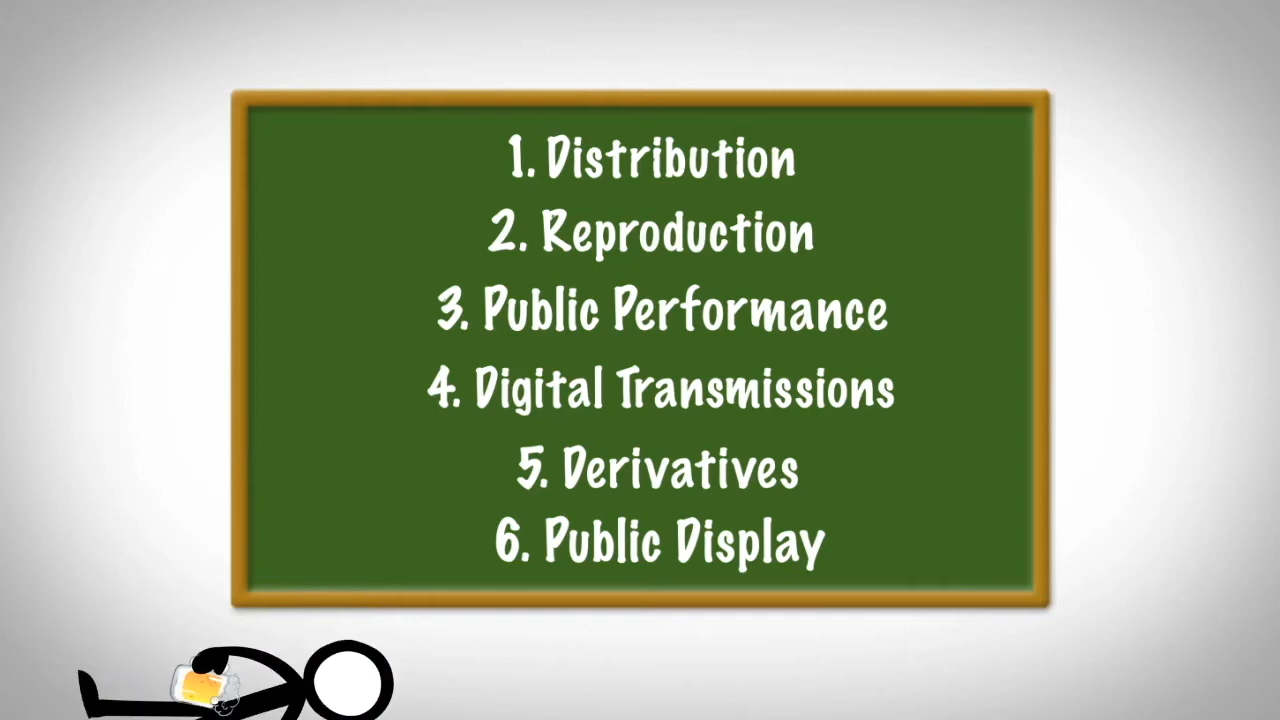 1. Distribution
2. Reproduction
3. Public Performance
4. Digital Transmissions
5. Derivatives
6. Public Display